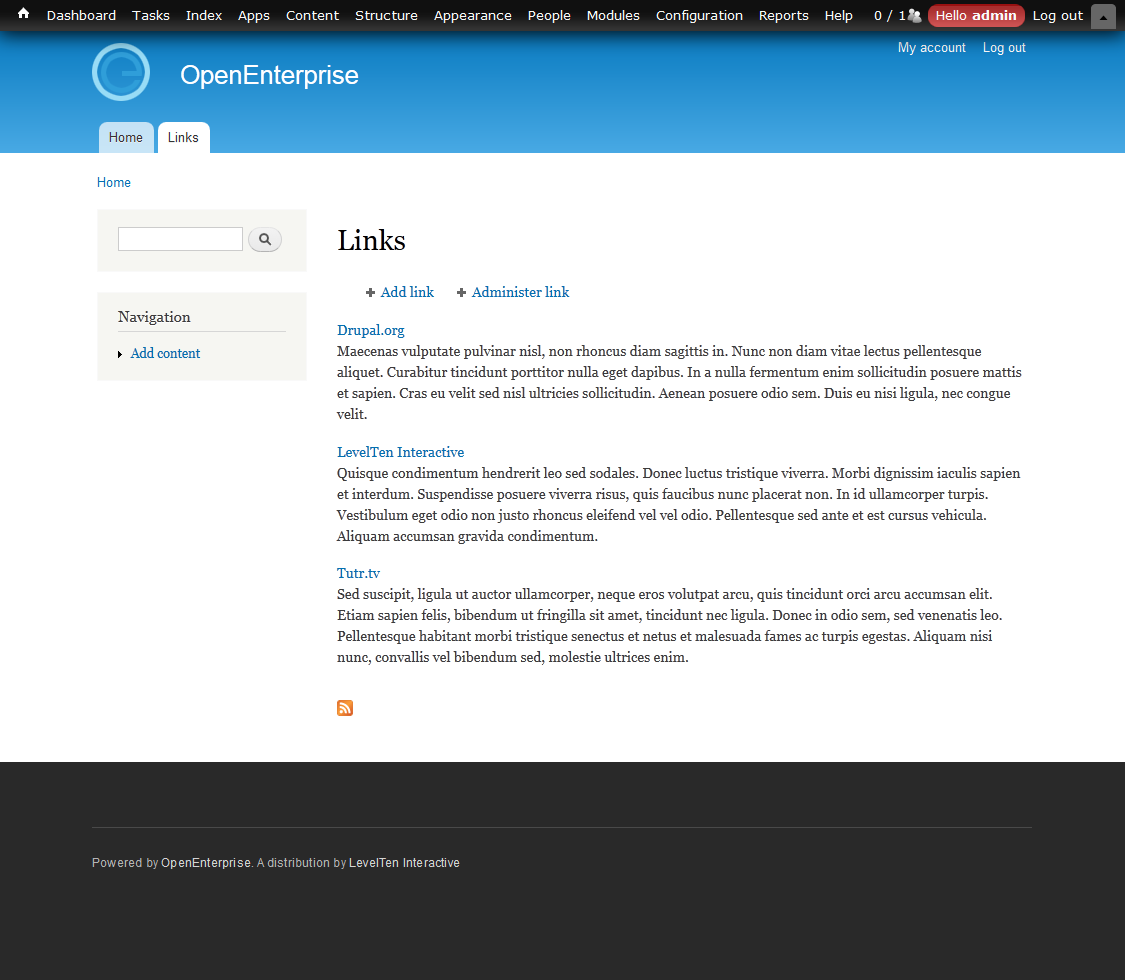 Dashboard Tasks Index Apps Content Structure Appearance People Modules Configuration Reports Help 0 / 1 Hello admin Log out
My account Log out
OpenEnterprise
Home Links
Home
Links
Add link Administer link
Navigation
Add content
Drupal.org
Maecenas vulputate pulvinar nisl, non rhoncus diam sagittis in. Nunc non diam vitae lectus pellentesque
aliquet. Curabitur tincidunt porttitor nulla eget dapibus. In a nulla fermentum enim sollicitudin posuere mattis
et sapien. Cras eu velit sed nisl ultricies sollicitudin. Aenean posuere odio sem. Duis eu nisi ligula, nec congue
velit.
LevelTen Interactive
Quisque condimentum hendrerit leo sed sodales. Donec luctus tristique viverra. Morbi dignissim iaculis sapien
et interdum. Suspendisse posuere viverra risus, quis faucibus nunc placerat non. In id ullamcorper turpis.
Vestibulum eget odio non justo rhoncus eleifend vel vel odio. Pellentesque sed ante et est cursus vehicula.
Aliquam accumsan gravida condimentum.
Tutr.tv
Sed suscipit, ligula ut auctor ullamcorper, neque eros volutpat arcu, quis tincidunt orci arcu accumsan elit.
Etiam sapien felis, bibendum ut fringilla sit amet, tincidunt nec ligula. Donec in odio sem, sed venenatis leo.
Pellentesque habitant morbi tristique senectus et netus et malesuada fames ac turpis egestas. Aliquam nisi
nunc, convallis vel bibendum sed, molestie ultrices enim.
Powered by OpenEnterprise. A distribution by LevelTen Interactive